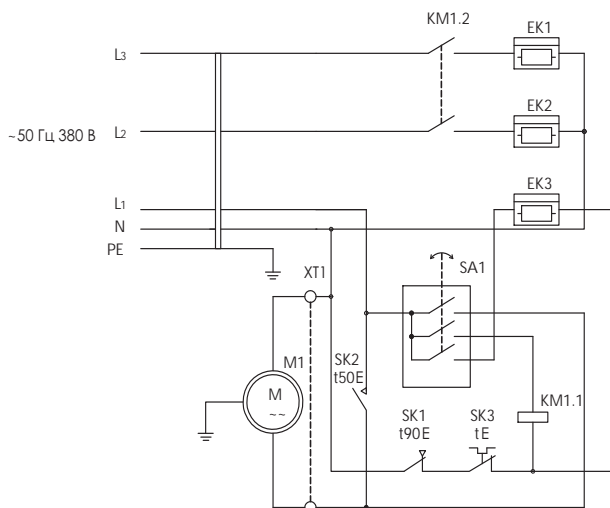 KM1.2
EK1
L3
EK2
~50 Гц 380 В
L2
EK3
L1
N
PE
SA1
XT1
M1
SK2
t50E
M
~~
SK1
t90E
SK3
tE
KM1.1